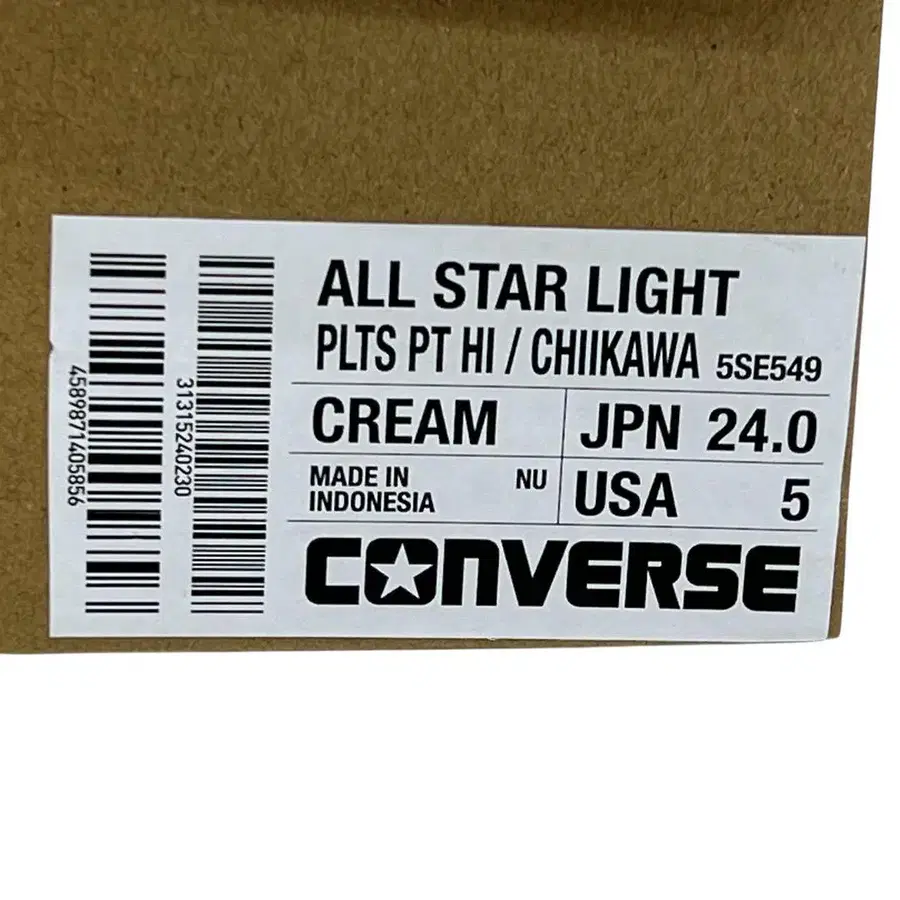 ALL STAR LIGHT
PLTS PT HI / CHIIKAWA 5SE549
CREAM
JPN 24.0
MADE IN
INDONESIA
NU
USA 5
CONVERSE
4589871405856
31315240230